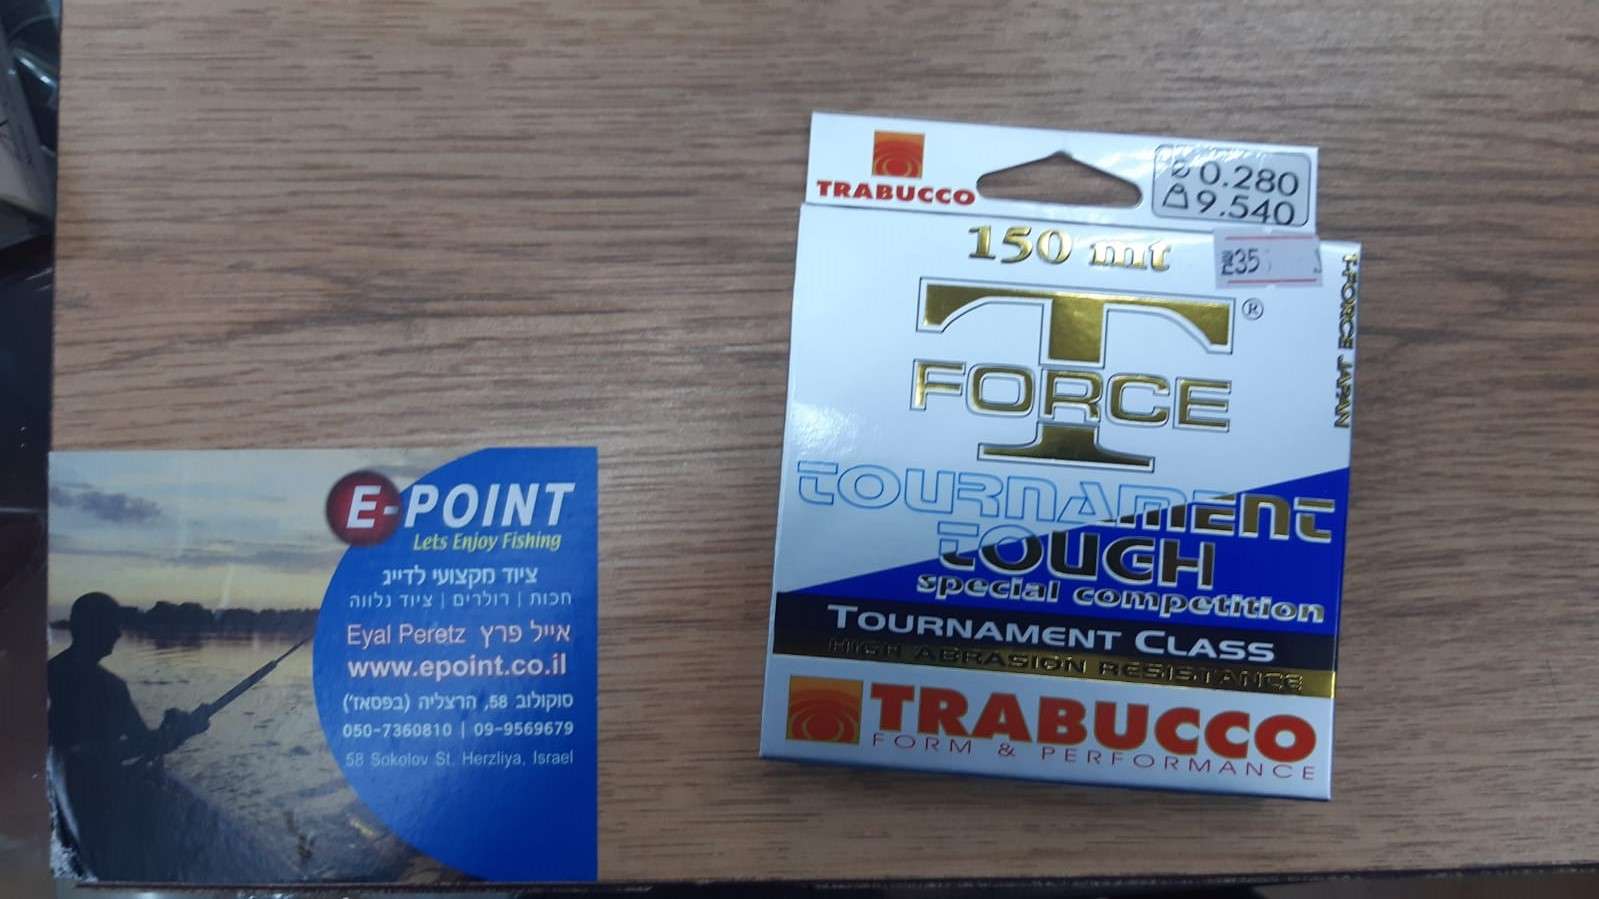 E-POINT
Lets Enjoy Fishing
ציוד מקצועי לדייג
חכות | רולרים | ציוד נלווה
Eyal Peretz אייל פרץ
www.epoint.co.il
סוקולוב 58, הרצליה (בפסאז')
050-7360810 | 09-9569679
58 Sokolov St. Herzliya, Israel
TRABUCCO
0.280
9.540
150 mt
₪35
T ®
FORCE
T-FORCE JAPAN
TOURNAMENT
TOUGH
special competition
TOURNAMENT CLASS
HIGH ABRASION RESISTANCE
TRABUCCO
FORM & PERFORMANCE